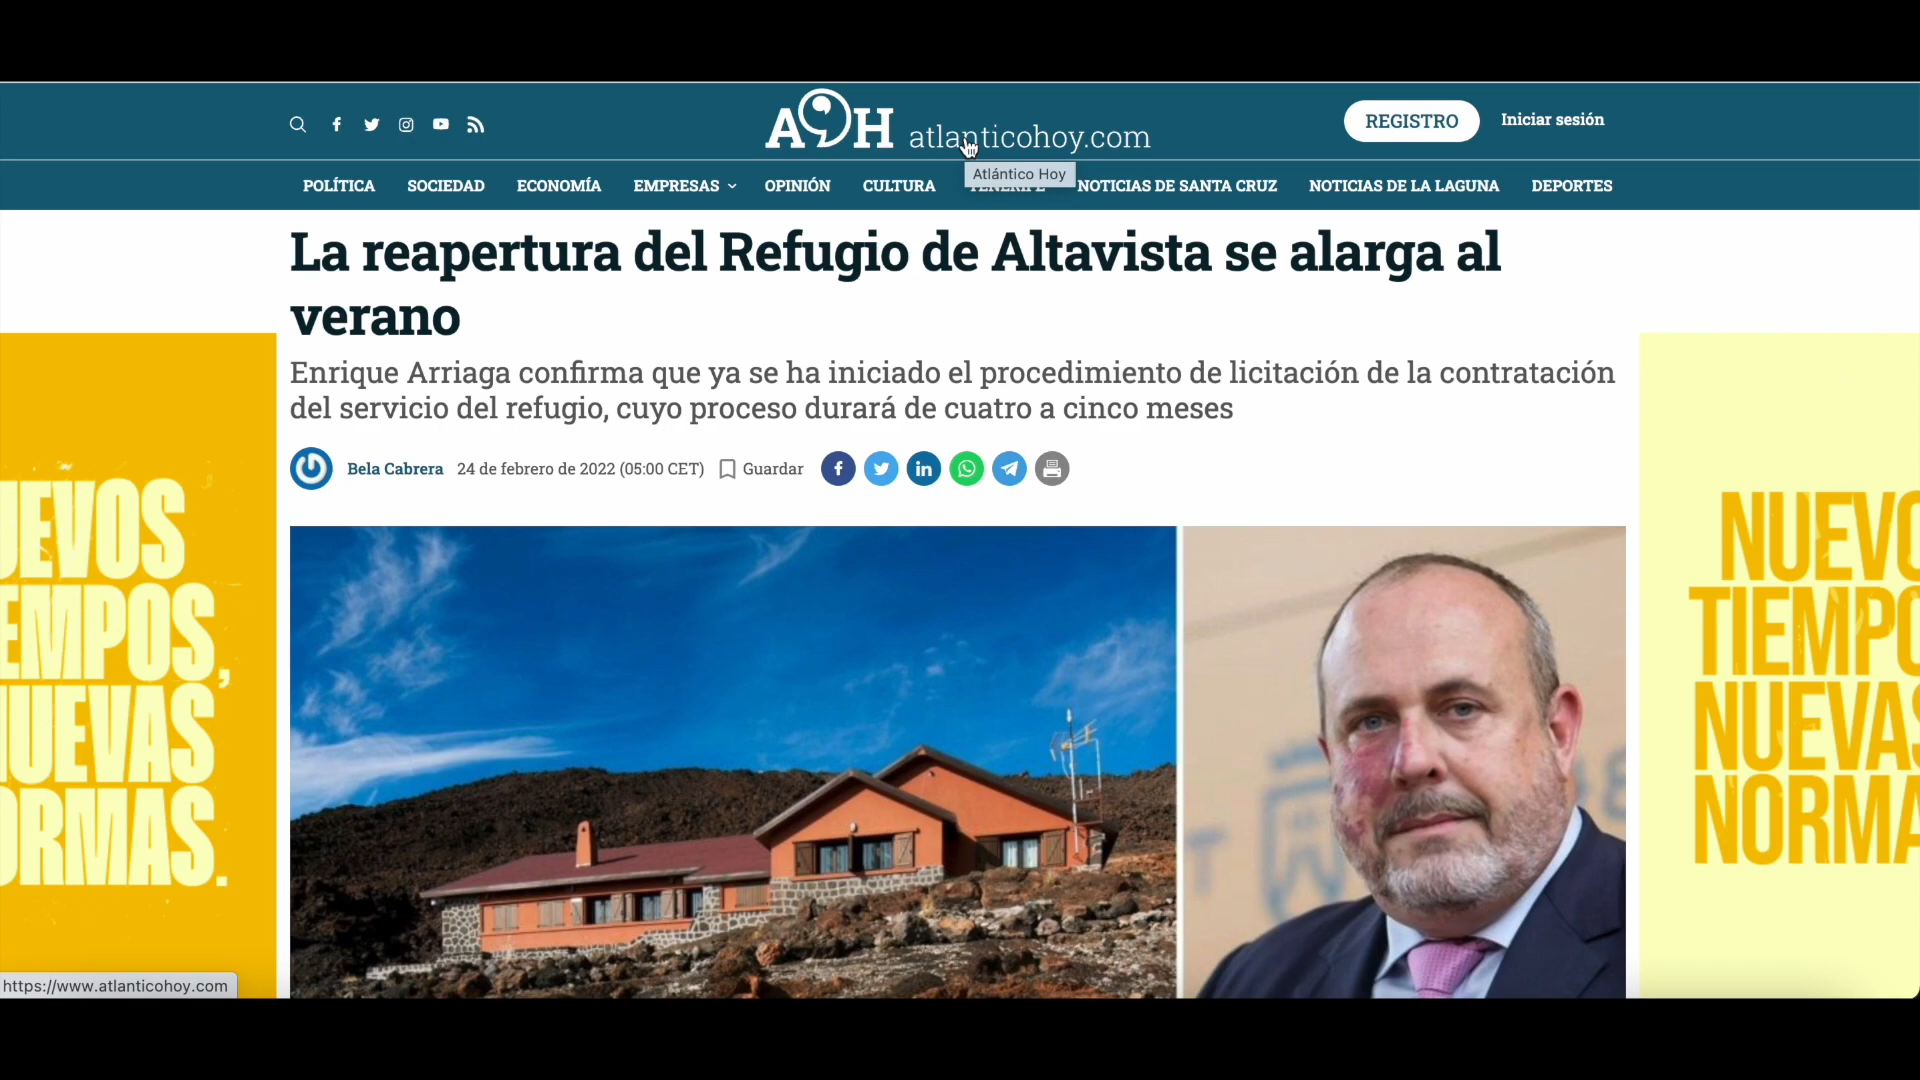 AH atlanticohoy.com
REGISTRO
Iniciar sesión
Atlántico Hoy
POLÍTICA SOCIEDAD ECONOMÍA EMPRESAS OPINIÓN CULTURA TENERIFE NOTICIAS DE SANTA CRUZ NOTICIAS DE LA LAGUNA DEPORTES
La reapertura del Refugio de Altavista se alarga al
verano
Enrique Arriaga confirma que ya se ha iniciado el procedimiento de licitación de la contratación
del servicio del refugio, cuyo proceso durará de cuatro a cinco meses
Bela Cabrera 24 de febrero de 2022 (05:00 CET) Guardar
UEVOS
EMPOS,
NUEVAS
ORMAS.
NUEVO
TIEMPO
NUEVAS
NORMA
https://www.atlanticohoy.com